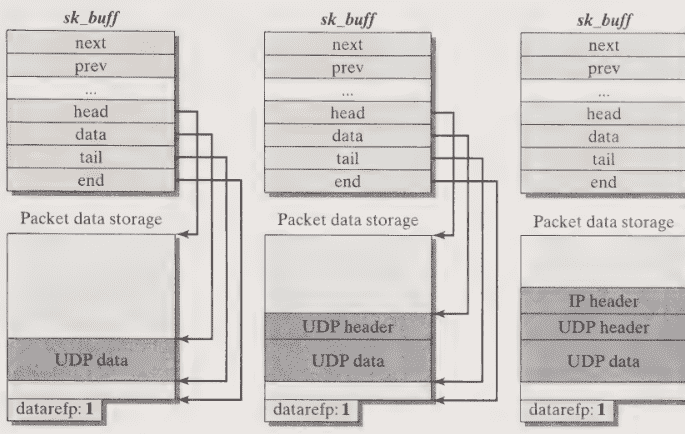 sk_buff
next
prev
...
head
data
tail
end
Packet data storage
UDP data
datarefp: 1
sk_buff
next
prev
...
head
data
tail
end
Packet data storage
UDP header
UDP data
datarefp: 1
sk_buff
next
prev
...
head
data
tail
end
Packet data storage
IP header
UDP header
UDP data
datarefp: 1